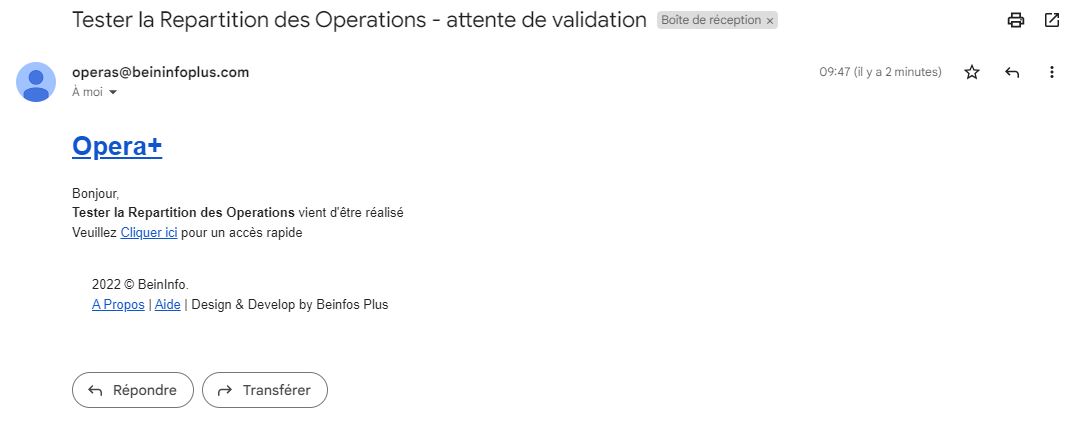 Tester la Repartition des Operations - attente de validation Boîte de réception ×
operas@beininfoplus.com 09:47 (il y a 2 minutes)
À moi
Opera+
Bonjour,
Tester la Repartition des Operations vient d'être réalisé
Veuillez Cliquer ici pour un accès rapide
2022 © BeinInfo.
A Propos | Aide | Design & Develop by Beinfos Plus
Répondre Transférer